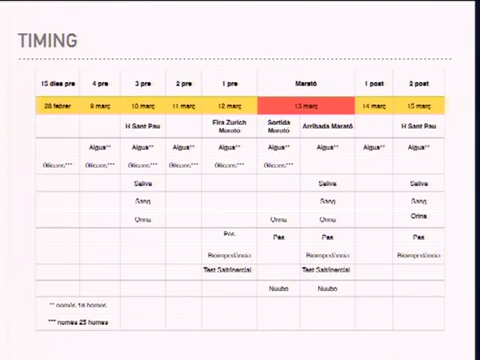 TIMING
15 dies pre 4 pre 3 pre 2 pre 1 pre Marató 1 post 2 post
28 febrer 9 març 10 març 11 març 12 març 13 març 14 març 15 març
H Sant Pau Fira Zurich Marató Sortida Marató Arribada Marató H Sant Pau
Aigua** Aigua** Aigua** Aigua** Aigua** Aigua** Aigua** Aigua**
Saliva Saliva Saliva
Sang Sang Sang
Orina Orina Orina Orina
Pes Pes Pes Pes
Bioimpedància Bioimpedància Bioimpedància
Test Salt/inercial Test Salt/inercial
Nuubo Nuubo
** només 18 homes
*** només 25 homes